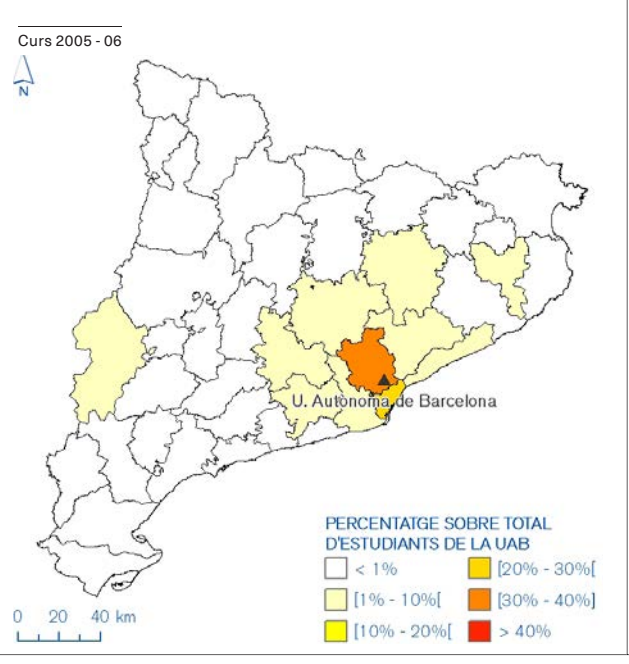 Curs 2005 - 06
N
U. Autònoma de Barcelona
PERCENTATGE SOBRE TOTAL
D'ESTUDIANTS DE LA UAB
< 1%
[20% - 30%[
[1% - 10%[
[30% - 40%]
[10% - 20%[
> 40%
0 20 40 km